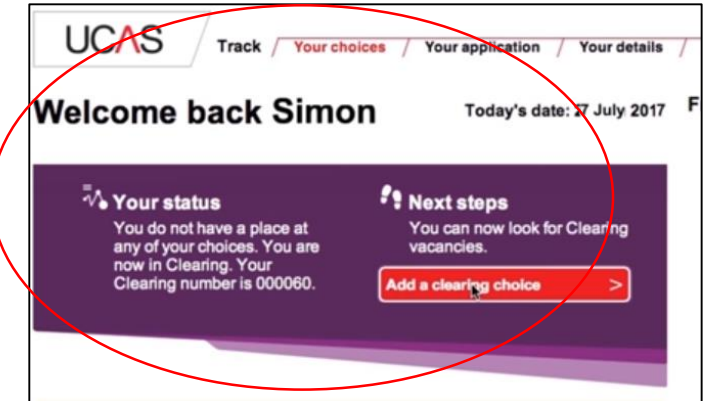 UCAS
Track / Your choices / Your application / Your details /
Welcome back Simon
Today's date: July 2017
F
Your status
You do not have a place at
any of your choices. You are
now in Clearing. Your
Clearing number is 000060.
Next steps
You can now look for Clearing
vacancies.
Add a clearing choice >